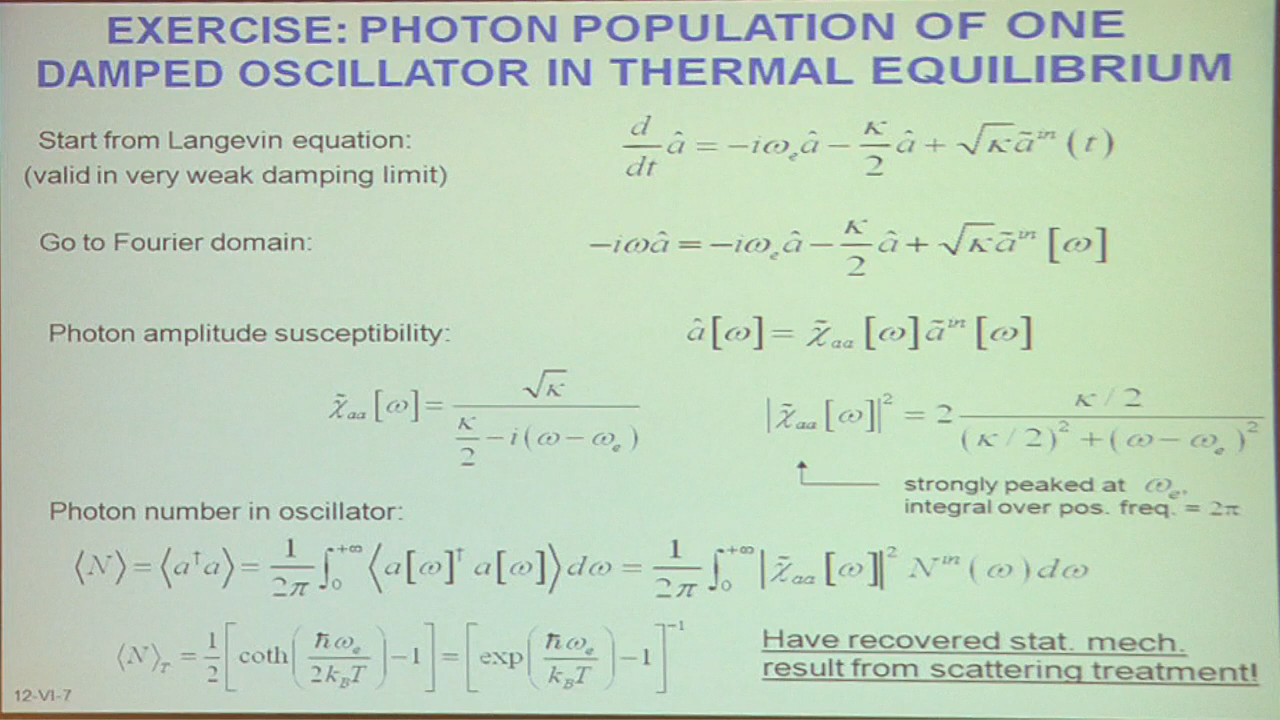 EXERCISE: PHOTON POPULATION OF ONE
DAMPED OSCILLATOR IN THERMAL EQUILIBRIUM
Start from Langevin equation:
(valid in very weak damping limit)
d/dt â = −iω_e â − κ/2 â + √κ ã^in (t)
Go to Fourier domain:
−iωâ = −iω_e â − κ/2 â + √κ ã^in [ω]
Photon amplitude susceptibility:
â[ω] = χ̃_aa [ω] ã^in [ω]
χ̃_aa [ω] = √κ / (κ/2 − i(ω − ω_e))
|χ̃_aa [ω]|² = 2 (κ/2) / ((κ/2)² + (ω − ω_e)²)
strongly peaked at ω_e,
integral over pos. freq. = 2π
Photon number in oscillator:
⟨N⟩ = ⟨a†a⟩ = 1/2π ∫₀^+∞ ⟨a[ω]† a[ω]⟩ dω = 1/2π ∫₀^+∞ |χ̃_aa [ω]|² N^in (ω) dω
⟨N⟩_T = 1/2 [coth(ħω_e / 2k_BT) − 1] = [exp(ħω_e / k_BT) − 1]^−1
Have recovered stat. mech.
result from scattering treatment!
12-VI-7